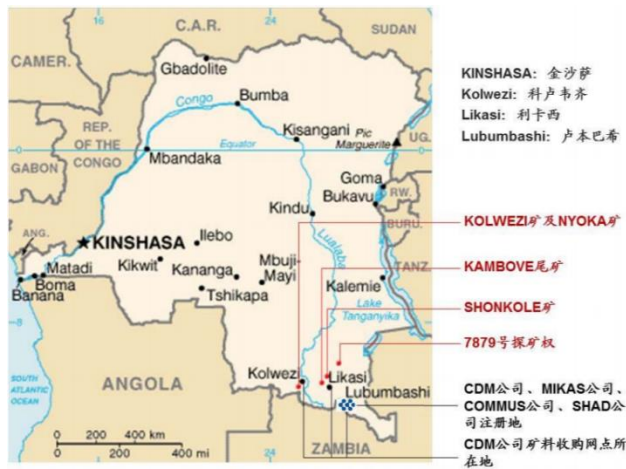 16
24
C.A.R.
SUDAN
CAMER.
Gbadolite
Congo
Bumba
REP.
OF THE
CONGO
Kisangani
Pic
Marguerite
UG.
0
Equator
0
Mbandaka
GABON
Goma
RW.
Bukavu
BURU.
Kindu
ANG.
KINSHASA
Ilebo
Lualaba
Kikwit
Kananga
Mbuji-
Mayi
TANZ.
Matadi
Boma
Banana
Tshikapa
Kalemie
Lake
Tanganyika
8
SOUTH
ATLANTIC
OCEAN
ANGOLA
Kolwezi
Likasi
Lubumbashi
0 200 400 km
0 200 400 mi
ZAMBIA
24
KINSHASA: 金沙萨
Kolwezi: 科卢韦齐
Likasi: 利卡西
Lubumbashi: 卢本巴希
KOLWEZI矿及NYOKA矿
KAMBOVE尾矿
SHONKOLE矿
7879号探矿权
CDM公司、MIKAS公司、
COMMUS公司、SHAD公
司注册地
CDM公司矿料收购网点所
在地